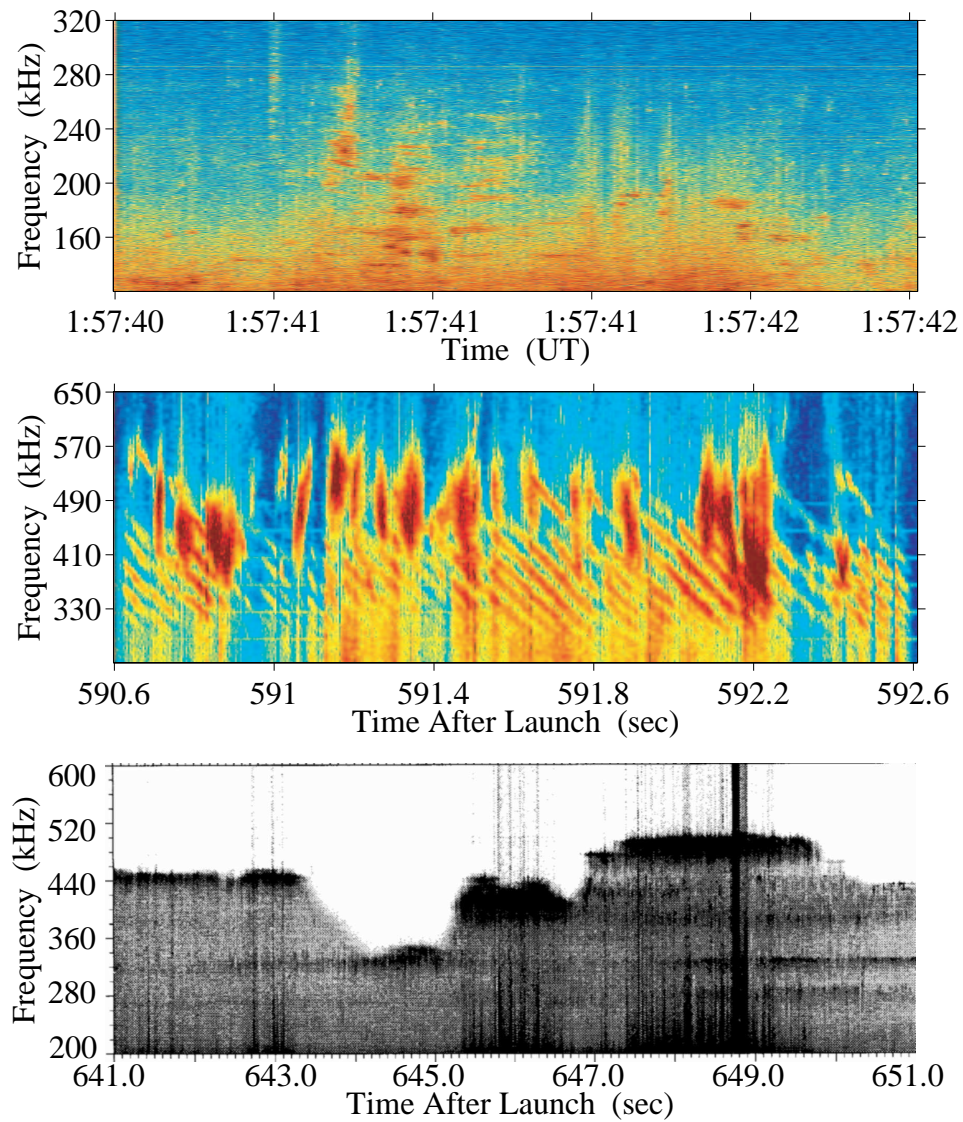 320
280
240
200
160
Frequency (kHz)
1:57:40 1:57:41 1:57:41 1:57:41 1:57:42 1:57:42
Time (UT)
650
570
490
410
330
Frequency (kHz)
590.6 591 591.4 591.8 592.2 592.6
Time After Launch (sec)
600
520
440
360
280
200
Frequency (kHz)
641.0 643.0 645.0 647.0 649.0 651.0
Time After Launch (sec)